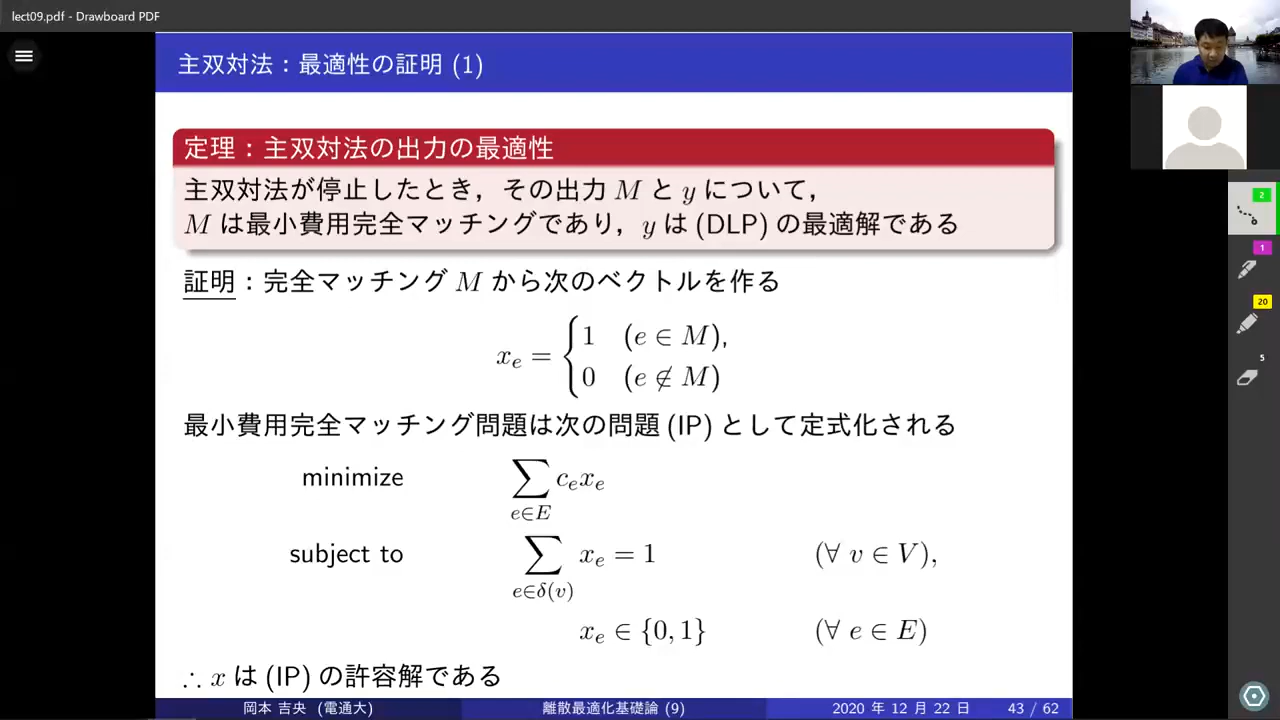 lect09.pdf - Drawboard PDF
主双対法：最適性の証明 (1)
定理：主双対法の出力の最適性
主双対法が停止したとき，その出力 M と y について，
M は最小費用完全マッチングであり，y は (DLP) の最適解である
証明：完全マッチング M から次のベクトルを作る
x_e = { 1 (e ∈ M),
0 (e ∉ M)
最小費用完全マッチング問題は次の問題 (IP) として定式化される
minimize ∑_{e∈E} c_e x_e
subject to ∑_{e∈δ(v)} x_e = 1 (∀ v ∈ V),
x_e ∈ {0, 1} (∀ e ∈ E)
∴ x は (IP) の許容解である
岡本 吉央 (電通大) 離散最適化基礎論 (9) 2020 年 12 月 22 日 43 / 62
2
1
20
5